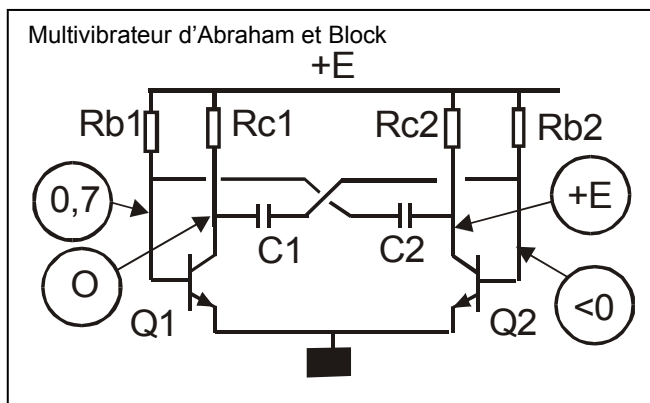 Multivibrateur d'Abraham et Block
+E
Rb1 Rc1 Rc2 Rb2
0,7 +E
C1 C2
O <0
Q1 Q2